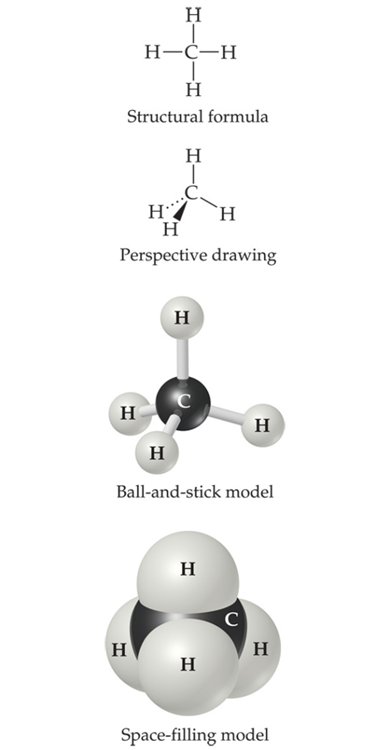 H
H—C—H
H
Structural formula
H
C
H H
H
Perspective drawing
H
C
H H
H
Ball-and-stick model
H
C
H H
H
Space-filling model